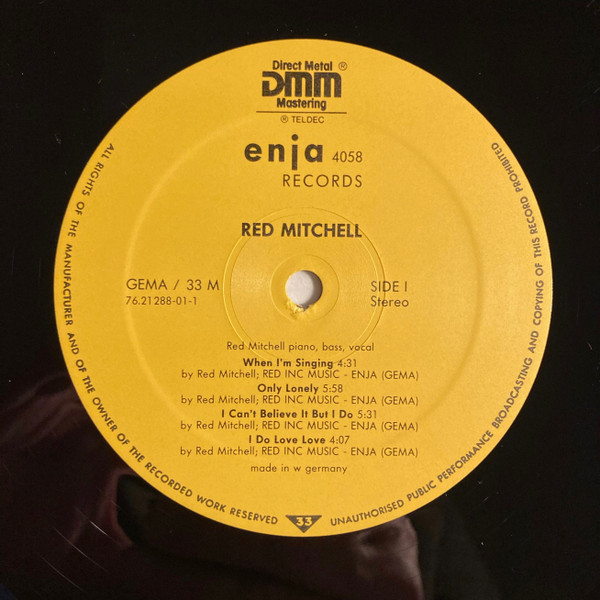 Direct Metal ®
DMM
Mastering
℗ TELDEC
enja 4058
RECORDS
RED MITCHELL
GEMA / 33 M
76.21288-01-1
SIDE I
Stereo
Red Mitchell piano, bass, vocal
When I'm Singing 4:31
by Red Mitchell; RED INC MUSIC - ENJA (GEMA)
Only Lonely 5:58
by Red Mitchell; RED INC MUSIC - ENJA (GEMA)
I Can't Believe It But I Do 5:31
by Red Mitchell; RED INC MUSIC - ENJA (GEMA)
I Do Love Love 4:07
by Red Mitchell; RED INC MUSIC - ENJA (GEMA)
made in w germany
ALL RIGHTS OF THE MANUFACTURER AND OF THE OWNER OF THE RECORDED WORK RESERVED
33
UNAUTHORISED PUBLIC PERFORMANCE BROADCASTING AND COPYING OF THIS RECORD PROHIBITED